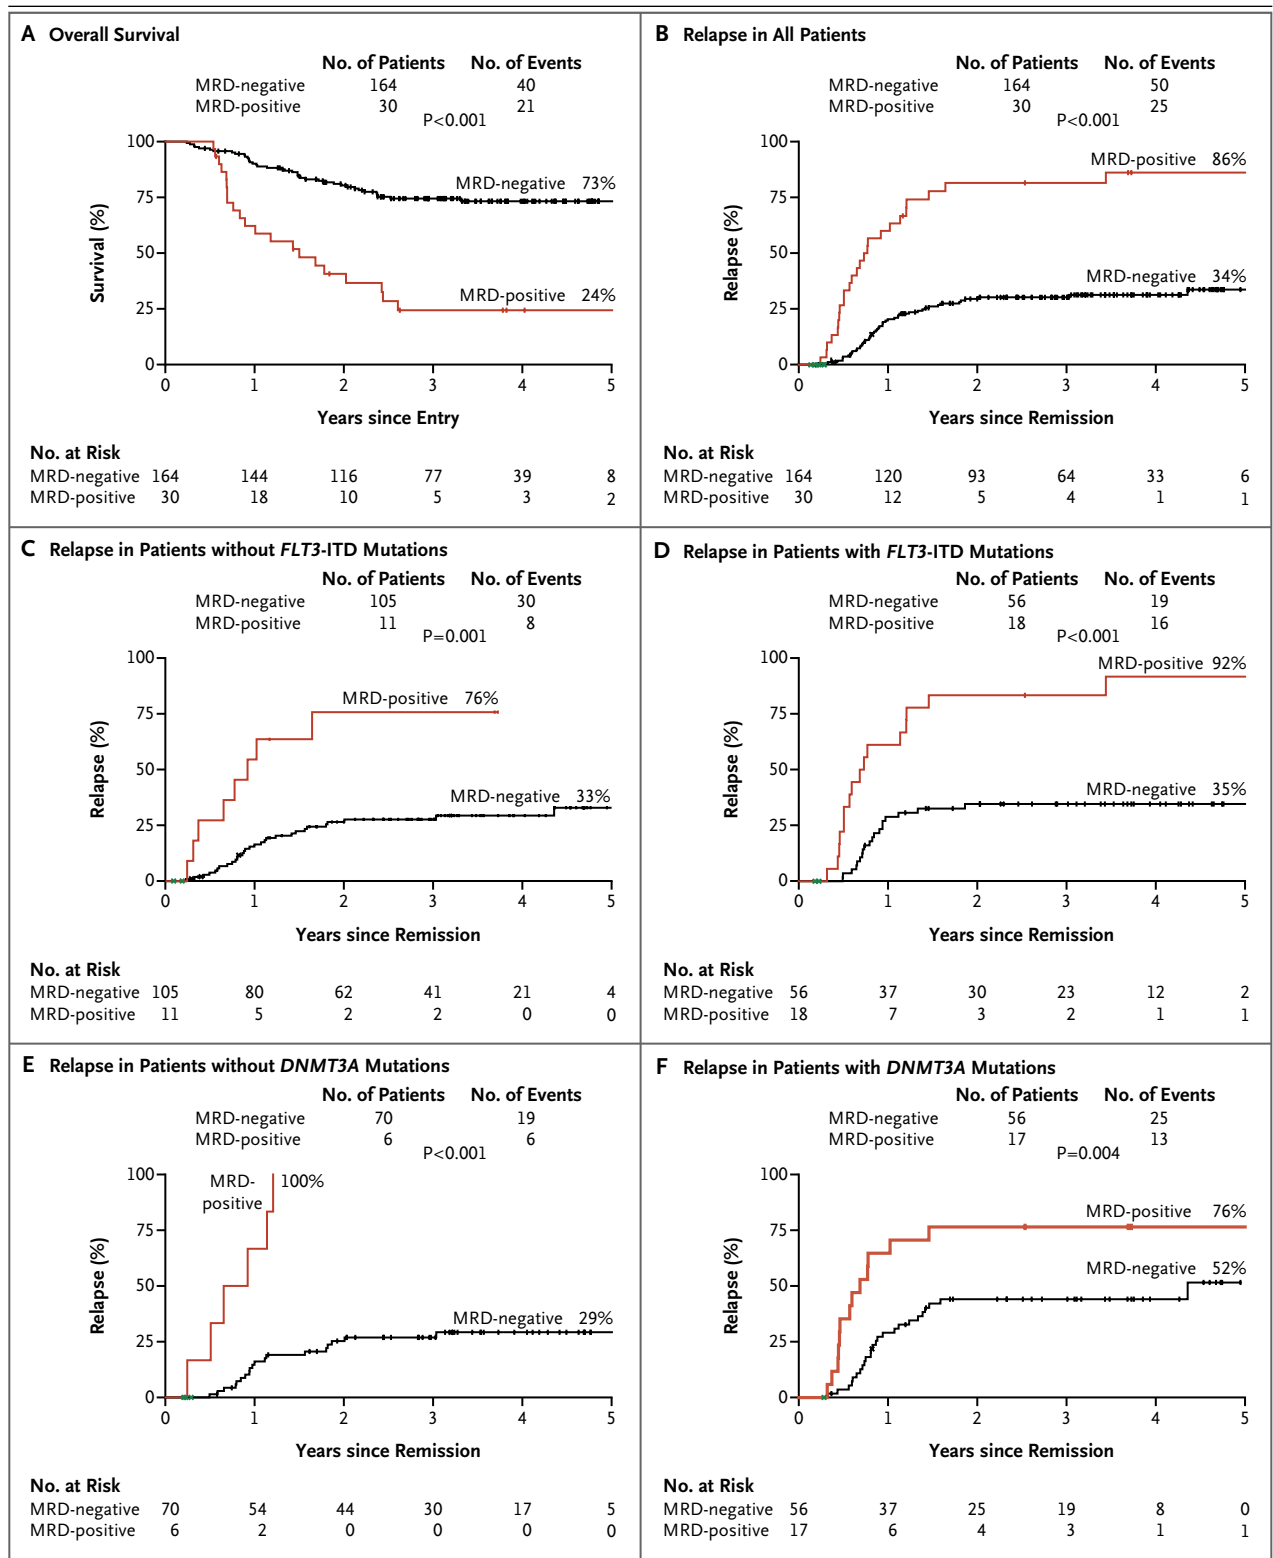 A Overall Survival
No. of Patients No. of Events
MRD-negative 164 40
MRD-positive 30 21
P<0.001
Survival (%)
100
75
50
25
0
MRD-negative 73%
MRD-positive 24%
0 1 2 3 4 5
Years since Entry
No. at Risk
MRD-negative 164 144 116 77 39 8
MRD-positive 30 18 10 5 3 2
B Relapse in All Patients
No. of Patients No. of Events
MRD-negative 164 50
MRD-positive 30 25
P<0.001
Relapse (%)
100
75
50
25
0
MRD-positive 86%
MRD-negative 34%
0 1 2 3 4 5
Years since Remission
No. at Risk
MRD-negative 164 120 93 64 33 6
MRD-positive 30 12 5 4 1 1
C Relapse in Patients without FLT3-ITD Mutations
No. of Patients No. of Events
MRD-negative 105 30
MRD-positive 11 8
P=0.001
Relapse (%)
100
75
50
25
0
MRD-positive 76%
MRD-negative 33%
0 1 2 3 4 5
Years since Remission
No. at Risk
MRD-negative 105 80 62 41 21 4
MRD-positive 11 5 2 2 0 0
D Relapse in Patients with FLT3-ITD Mutations
No. of Patients No. of Events
MRD-negative 56 19
MRD-positive 18 16
P<0.001
Relapse (%)
100
75
50
25
0
MRD-positive 92%
MRD-negative 35%
0 1 2 3 4 5
Years since Remission
No. at Risk
MRD-negative 56 37 30 23 12 2
MRD-positive 18 7 3 2 1 1
E Relapse in Patients without DNMT3A Mutations
No. of Patients No. of Events
MRD-negative 70 19
MRD-positive 6 6
P<0.001
Relapse (%)
100
75
50
25
0
MRD-
positive 100%
MRD-negative 29%
0 1 2 3 4 5
Years since Remission
No. at Risk
MRD-negative 70 54 44 30 17 5
MRD-positive 6 2 0 0 0 0
F Relapse in Patients with DNMT3A Mutations
No. of Patients No. of Events
MRD-negative 56 25
MRD-positive 17 13
P=0.004
Relapse (%)
100
75
50
25
0
MRD-positive 76%
MRD-negative 52%
0 1 2 3 4 5
Years since Remission
No. at Risk
MRD-negative 56 37 25 19 8 0
MRD-positive 17 6 4 3 1 1